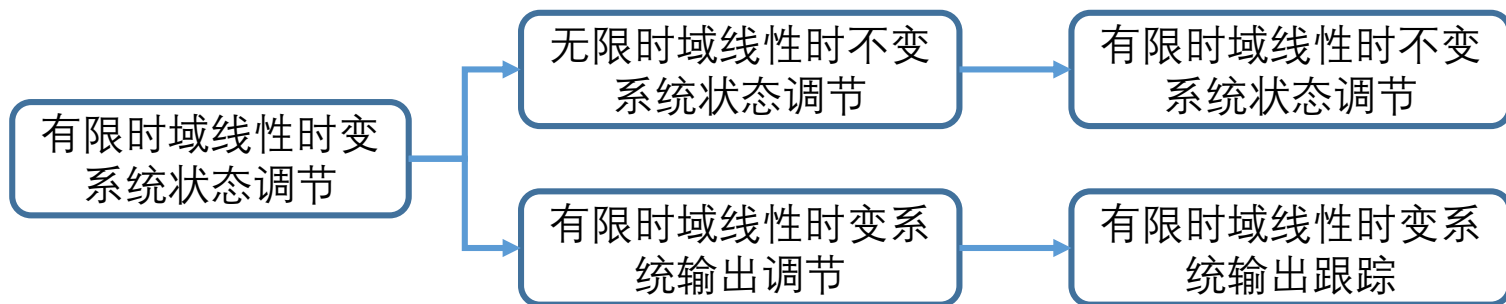 有限时域线性时变
系统状态调节
无限时域线性时不变
系统状态调节
有限时域线性时不变
系统状态调节
有限时域线性时变系
统输出调节
有限时域线性时变系
统输出跟踪